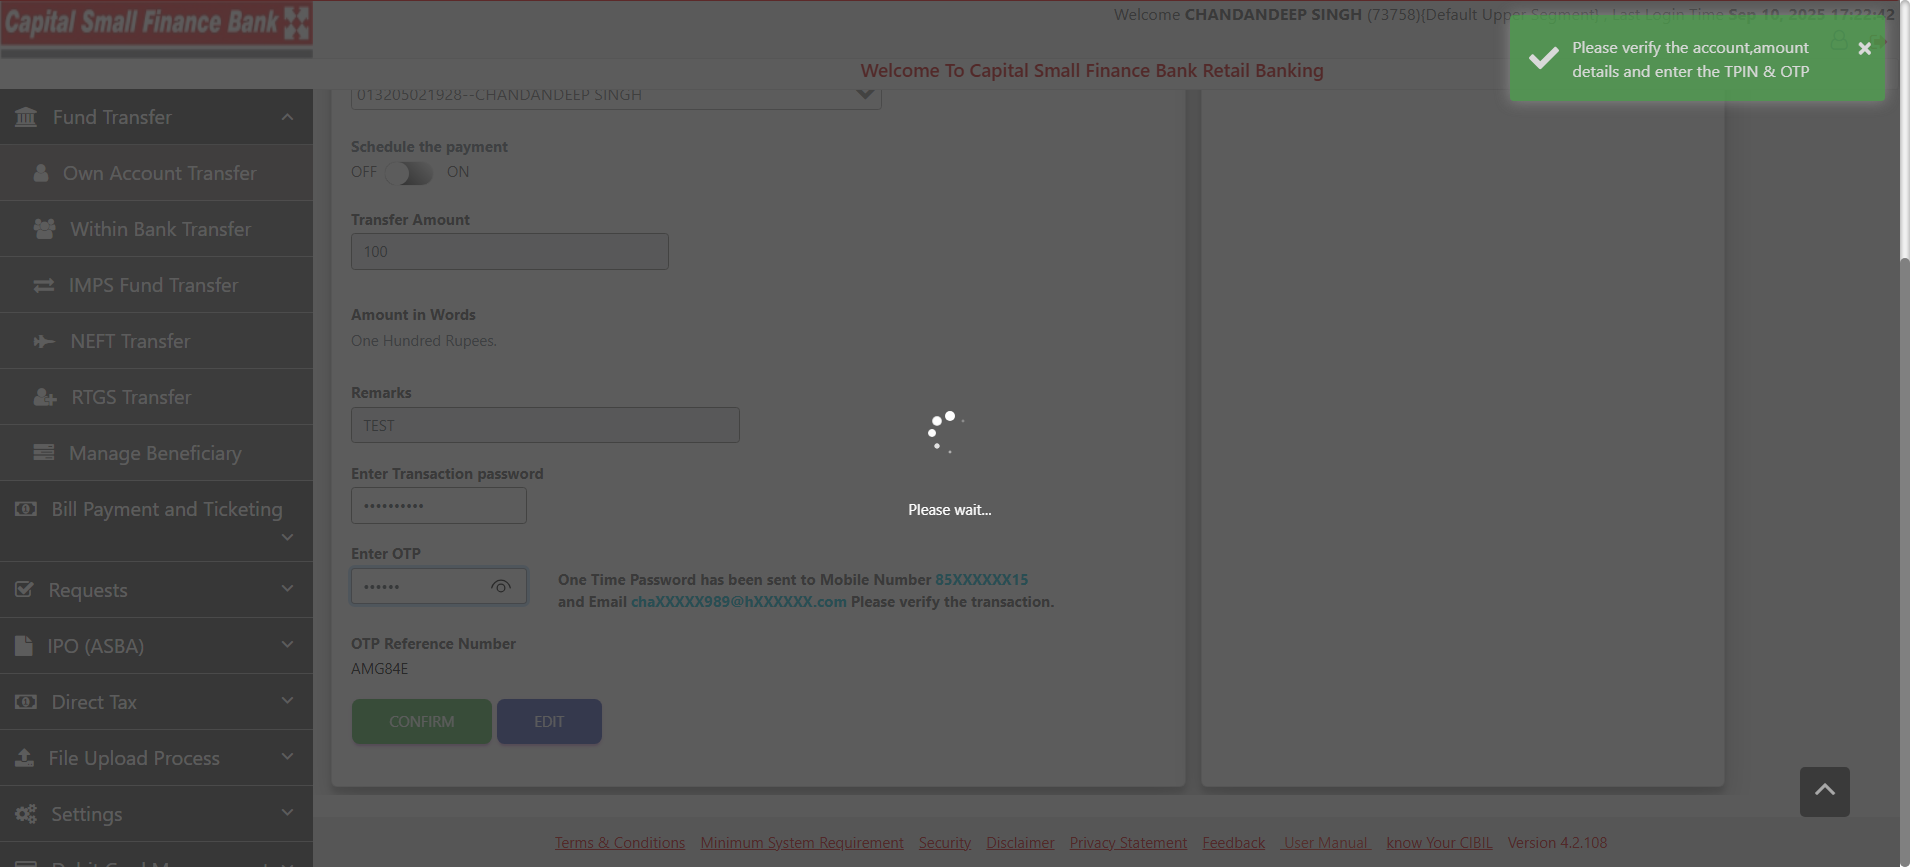 Capital Small Finance Bank
Welcome CHANDANDEEP SINGH (73758)(Default Upper Segment) , Last Login Time Sep 10, 2025 17:22:42
Please verify the account,amount
details and enter the TPIN & OTP
Welcome To Capital Small Finance Bank Retail Banking
Fund Transfer
Own Account Transfer
Within Bank Transfer
IMPS Fund Transfer
NEFT Transfer
RTGS Transfer
Manage Beneficiary
Bill Payment and Ticketing
Requests
IPO (ASBA)
Direct Tax
File Upload Process
Settings
013205021928--CHANDANDEEP SINGH
Schedule the payment
OFF ON
Transfer Amount
100
Amount in Words
One Hundred Rupees.
Remarks
TEST
Enter Transaction password
••••••••••
Enter OTP
••••••
One Time Password has been sent to Mobile Number 85XXXXXX15
and Email chaXXXXX989@hXXXXXX.com Please verify the transaction.
OTP Reference Number
AMG84E
CONFIRM EDIT
Please wait...
Terms & Conditions Minimum System Requirement Security Disclaimer Privacy Statement Feedback User Manual know Your CIBIL Version 4.2.108